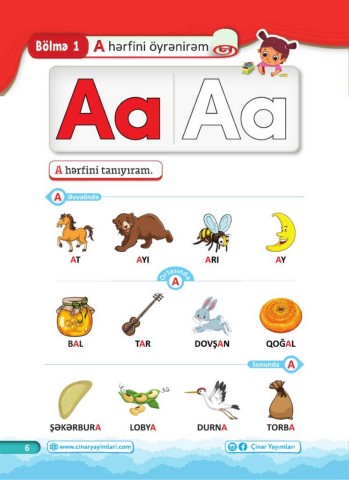 Bölmə 1 A hərfini öyrənirəm
Aa Aa
A hərfini tanıyıram.
A Əvvəlində
AT AYI ARI AY
Ortasında
A
BAL TAR DOVŞAN QOĞAL
Sonunda A
ŞƏKƏRBURA LOBYA DURNA TORBA
6 www.cinaryayimlari.com Çinar Yayımları